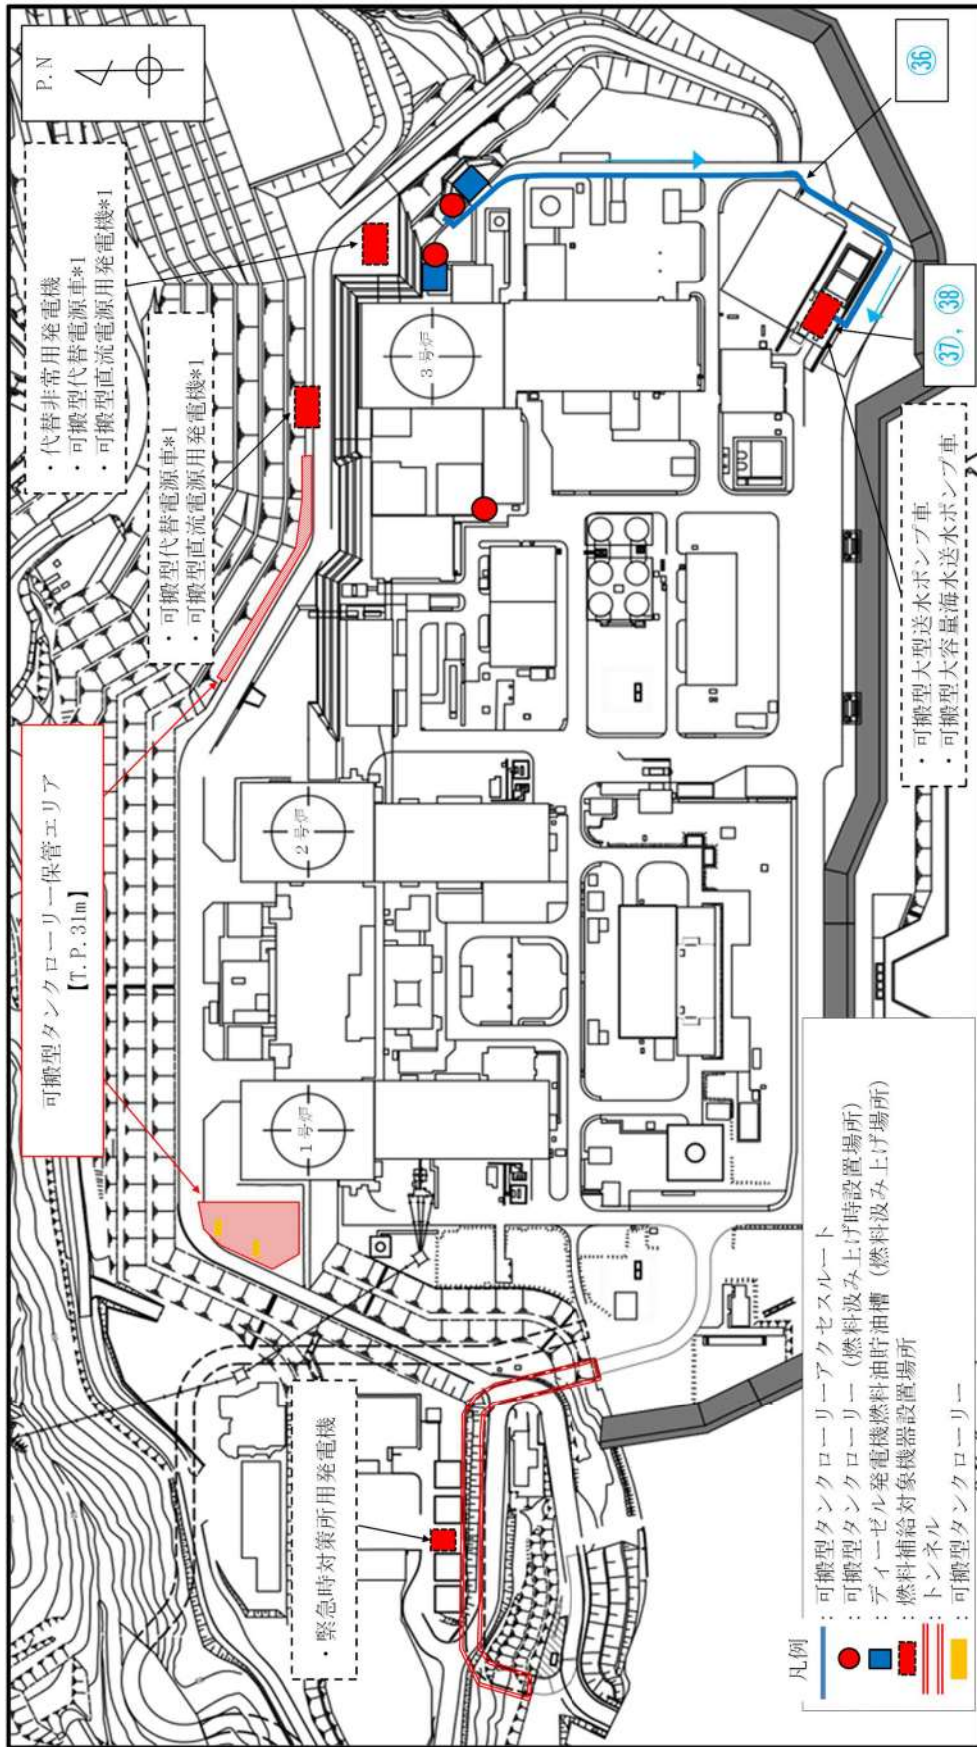 P.N
・代替非常用発電機
・可搬型代替電源車*1
・可搬型直流電源用発電機*1
・可搬型代替電源車*1
・可搬型直流電源用発電機*1
可搬型タンクローリー保管エリア
【T.P.31m】
・緊急時対策所用発電機
1号炉
2号炉
3号炉
㊱
㊲，㊳
・可搬型大型送水ポンプ車
・可搬型大容量海水送水ポンプ車
凡例
：可搬型タンクローリーアクセスルート
：可搬型タンクローリー（燃料汲み上げ時設置場所）
：ディーゼル発電機燃料油貯油槽（燃料汲み上げ場所）
：燃料補給対象機器設置場所
：トンネル
：可搬型タンクローリー